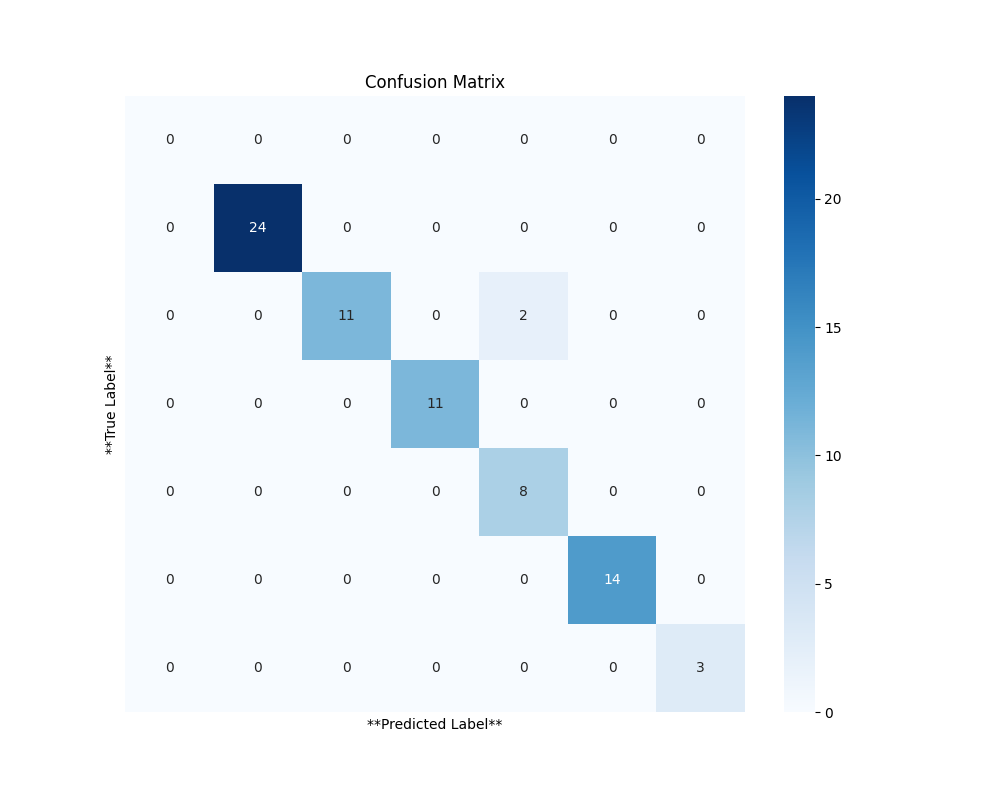 Confusion Matrix
0 0 0 0 0 0 0
0 24 0 0 0 0 0
0 0 11 0 2 0 0
0 0 0 11 0 0 0
0 0 0 0 8 0 0
0 0 0 0 0 14 0
0 0 0 0 0 0 3
**True Label**
**Predicted Label**
20
15
10
5
0